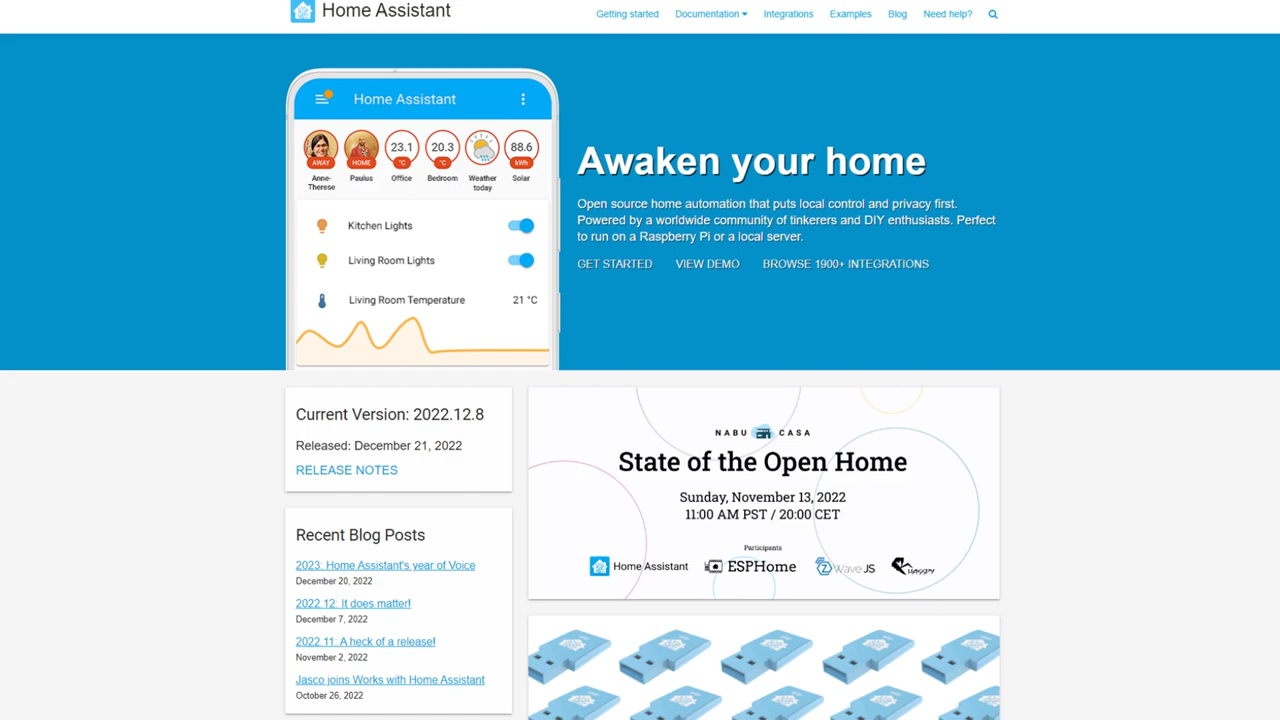 Home Assistant
Getting started
Documentation
Integrations
Examples
Blog
Need help?
Home Assistant
AWAY
HOME
23.1
°C
20.3
°C
88.6
kWh
Anne-
Therese
Paulus
Office
Bedroom
Weather
today
Solar
Kitchen Lights
Living Room Lights
Living Room Temperature
21 °C
Awaken your home
Open source home automation that puts local control and privacy first.
Powered by a worldwide community of tinkerers and DIY enthusiasts. Perfect
to run on a Raspberry Pi or a local server.
GET STARTED
VIEW DEMO
BROWSE 1900+ INTEGRATIONS
Current Version: 2022.12.8
Released: December 21, 2022
RELEASE NOTES
Recent Blog Posts
2023: Home Assistant's year of Voice
December 20, 2022
2022.12: It does matter!
December 7, 2022
2022.11: A heck of a release!
November 2, 2022
Jasco joins Works with Home Assistant
October 26, 2022
NABU CASA
State of the Open Home
Sunday, November 13, 2022
11:00 AM PST / 20:00 CET
Participants
Home Assistant
ESPHome
Wave JS